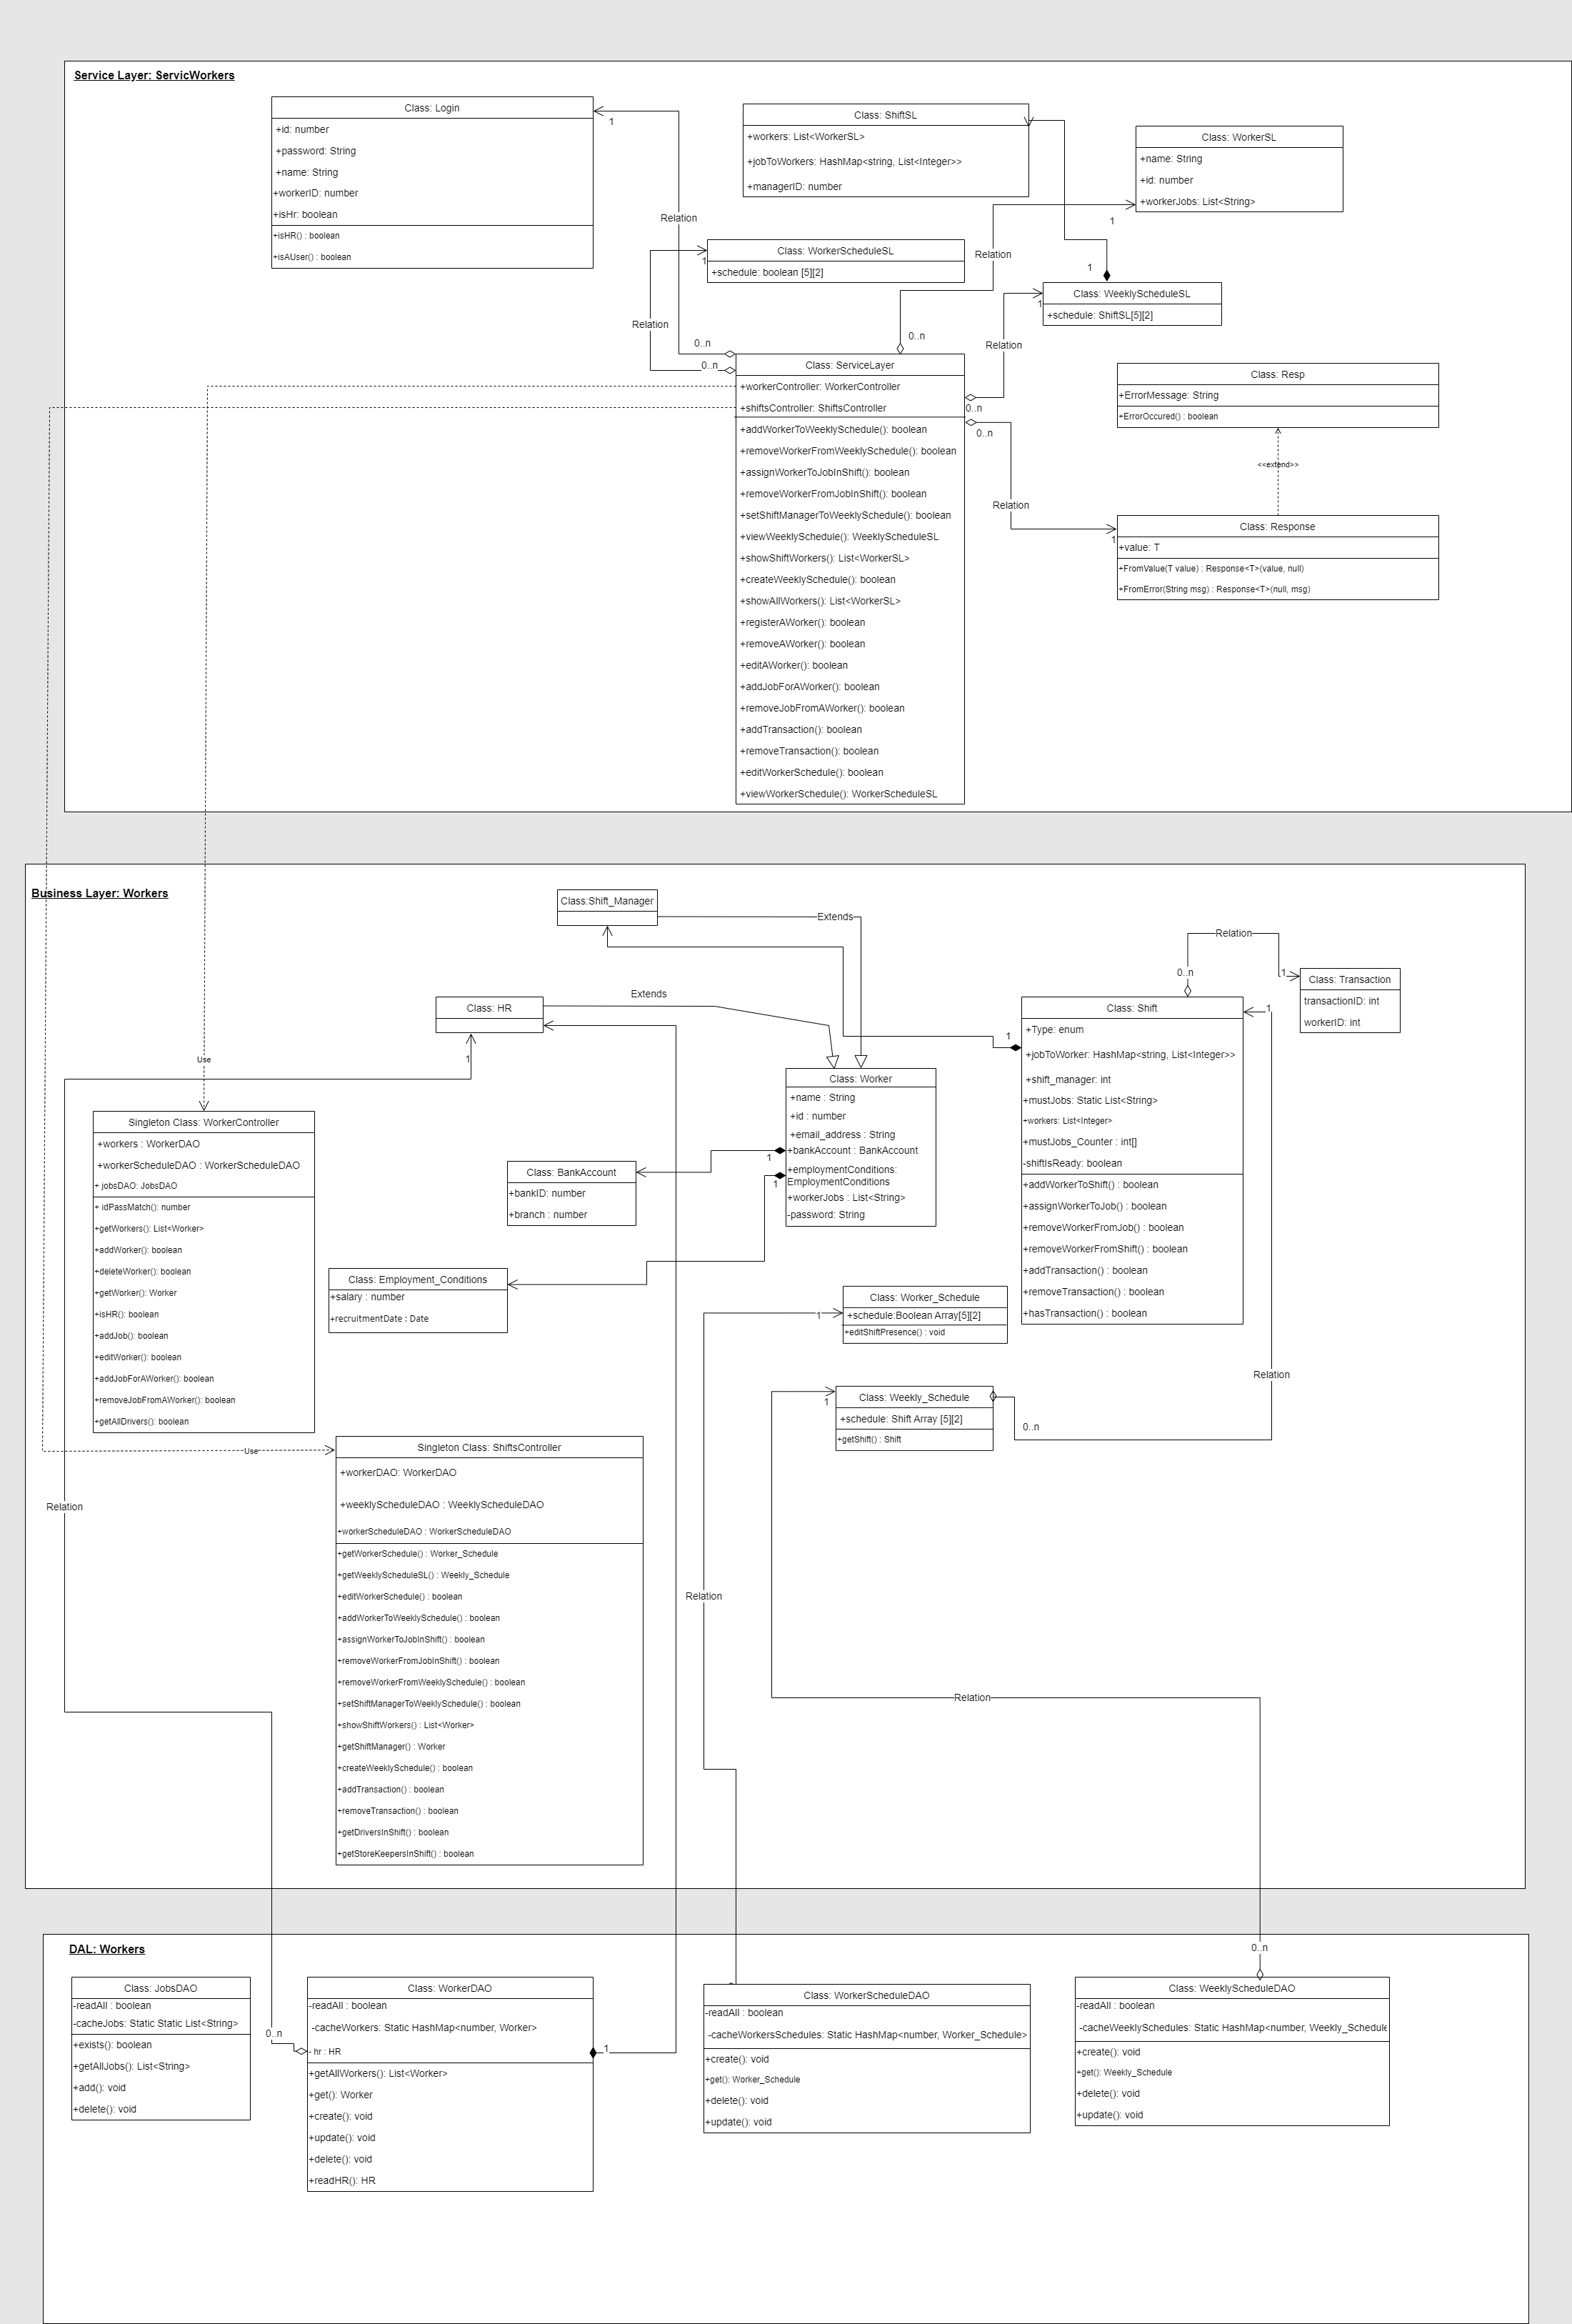 Service Layer: ServicWorkers
Class: Login
+id: number
+password: String
+name: String
+workerID: number
+isHr: boolean
+isHR() : boolean
+isAUser() : boolean
1
Relation
Class: ShiftSL
+workers: List<WorkerSL>
+jobToWorkers: HashMap<string, List<Integer>>
+managerID: number
Class: WorkerSL
+name: String
+id: number
+workerJobs: List<String>
1
Relation
Class: WorkerScheduleSL
+schedule: boolean [5][2]
1
Relation
1
Class: WeeklyScheduleSL
+schedule: ShiftSL[5][2]
1
Relation
0..n
0..n
0..n
Class: ServiceLayer
+workerController: WorkerController
+shiftsController: ShiftsController
+addWorkerToWeeklySchedule(): boolean
+removeWorkerFromWeeklySchedule(): boolean
+assignWorkerToJobInShift(): boolean
+removeWorkerFromJobInShift(): boolean
+setShiftManagerToWeeklySchedule(): boolean
+viewWeeklySchedule(): WeeklyScheduleSL
+showShiftWorkers(): List<WorkerSL>
+createWeeklySchedule(): boolean
+showAllWorkers(): List<WorkerSL>
+registerAWorker(): boolean
+removeAWorker(): boolean
+editAWorker(): boolean
+addJobForAWorker(): boolean
+removeJobFromAWorker(): boolean
+addTransaction(): boolean
+removeTransaction(): boolean
+editWorkerSchedule(): boolean
+viewWorkerSchedule(): WorkerScheduleSL
0..n
0..n
Relation
1
Class: Resp
+ErrorMessage: String
+ErrorOccured() : boolean
<<extend>>
Class: Response
+value: T
+FromValue(T value) : Response<T>(value, null)
+FromError(String msg) : Response<T>(null, msg)
Business Layer: Workers
Class:Shift_Manager
Extends
Class: HR
Extends
1
Use
Relation
0..n
1
Class: Transaction
transactionID: int
workerID: int
Class: Shift
+Type: enum
+jobToWorker: HashMap<string, List<Integer>>
+shift_manager: int
+mustJobs: Static List<String>
+workers: List<Integer>
+mustJobs_Counter : int[]
-shiftIsReady: boolean
+addWorkerToShift() : boolean
+assignWorkerToJob() : boolean
+removeWorkerFromJob() : boolean
+removeWorkerFromShift() : boolean
+addTransaction() : boolean
+removeTransaction() : boolean
+hasTransaction() : boolean
1
1
Class: Worker
+name : String
+id : number
+email_address : String
+bankAccount : BankAccount
+employmentConditions:
EmploymentConditions
+workerJobs : List<String>
-password: String
1
1
Singleton Class: WorkerController
+workers : WorkerDAO
+workerScheduleDAO : WorkerScheduleDAO
+ jobsDAO: JobsDAO
+ idPassMatch(): number
+getWorkers(): List<Worker>
+addWorker(): boolean
+deleteWorker(): boolean
+getWorker(): Worker
+isHR(): boolean
+addJob(): boolean
+editWorker(): boolean
+addJobForAWorker(): boolean
+removeJobFromAWorker(): boolean
+getAllDrivers(): boolean
Class: BankAccount
+bankID: number
+branch : number
Class: Employment_Conditions
+salary : number
+recruitmentDate : Date
Class: Worker_Schedule
+schedule:Boolean Array[5][2]
+editShiftPresence() : void
1
Relation
Class: Weekly_Schedule
+schedule: Shift Array [5][2]
+getShift() : Shift
1
0..n
Use
Singleton Class: ShiftsController
+workerDAO: WorkerDAO
+weeklyScheduleDAO : WeeklyScheduleDAO
+workerScheduleDAO : WorkerScheduleDAO
+getWorkerSchedule() : Worker_Schedule
+getWeeklyScheduleSL() : Weekly_Schedule
+editWorkerSchedule() : boolean
+addWorkerToWeeklySchedule() : boolean
+assignWorkerToJobInShift() : boolean
+removeWorkerFromJobInShift() : boolean
+removeWorkerFromWeeklySchedule() : boolean
+setShiftManagerToWeeklySchedule() : boolean
+showShiftWorkers() : List<Worker>
+getShiftManager() : Worker
+createWeeklySchedule() : boolean
+addTransaction() : boolean
+removeTransaction() : boolean
+getDriversInShift() : boolean
+getStoreKeepersInShift() : boolean
Relation
Relation
Relation
DAL: Workers
0..n
Class: JobsDAO
-readAll : boolean
-cacheJobs: Static Static List<String>
+exists(): boolean
+getAllJobs(): List<String>
+add(): void
+delete(): void
0..n
Class: WorkerDAO
-readAll : boolean
-cacheWorkers: Static HashMap<number, Worker>
- hr : HR
+getAllWorkers(): List<Worker>
+get(): Worker
+create(): void
+update(): void
+delete(): void
+readHR(): HR
1
Class: WorkerScheduleDAO
-readAll : boolean
-cacheWorkersSchedules: Static HashMap<number, Worker_Schedule>
+create(): void
+get(): Worker_Schedule
+delete(): void
+update(): void
Class: WeeklyScheduleDAO
-readAll : boolean
-cacheWeeklySchedules: Static HashMap<number, Weekly_Schedule
+create(): void
+get(): Weekly_Schedule
+delete(): void
+update(): void